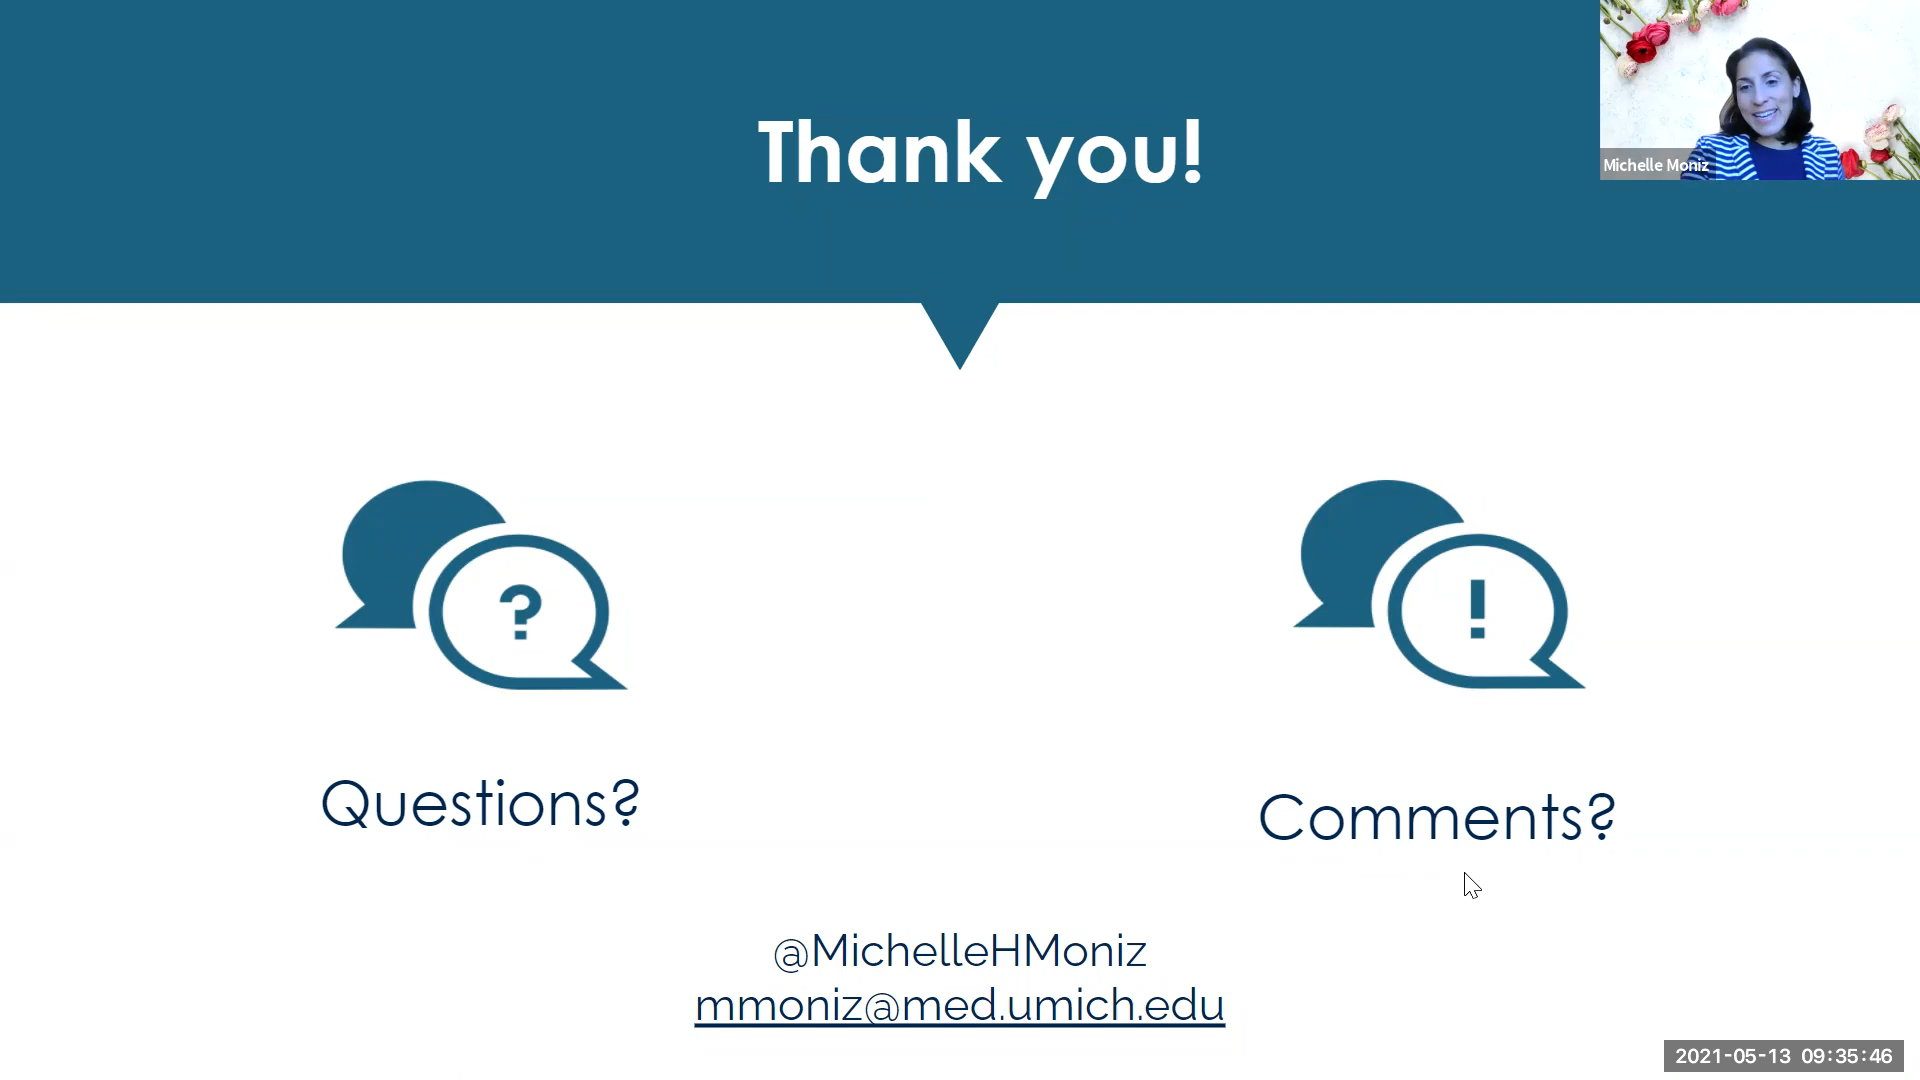 Thank you!
Michelle Moniz
?
!
Questions?
Comments?
@MichelleHMoniz
mmoniz@med.umich.edu
2021-05-13 09:35:46